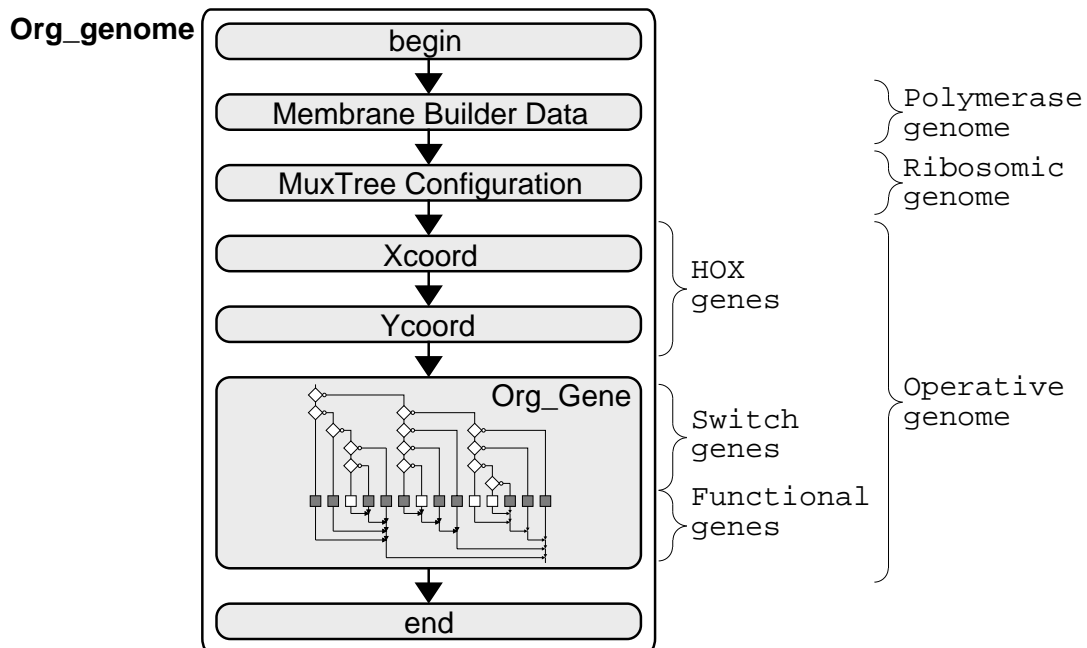 Org_genome
begin
Membrane Builder Data
Polymerase
genome
MuxTree Configuration
Ribosomic
genome
Xcoord
HOX
genes
Ycoord
Org_Gene
Operative
genome
Switch
genes
Functional
genes
end